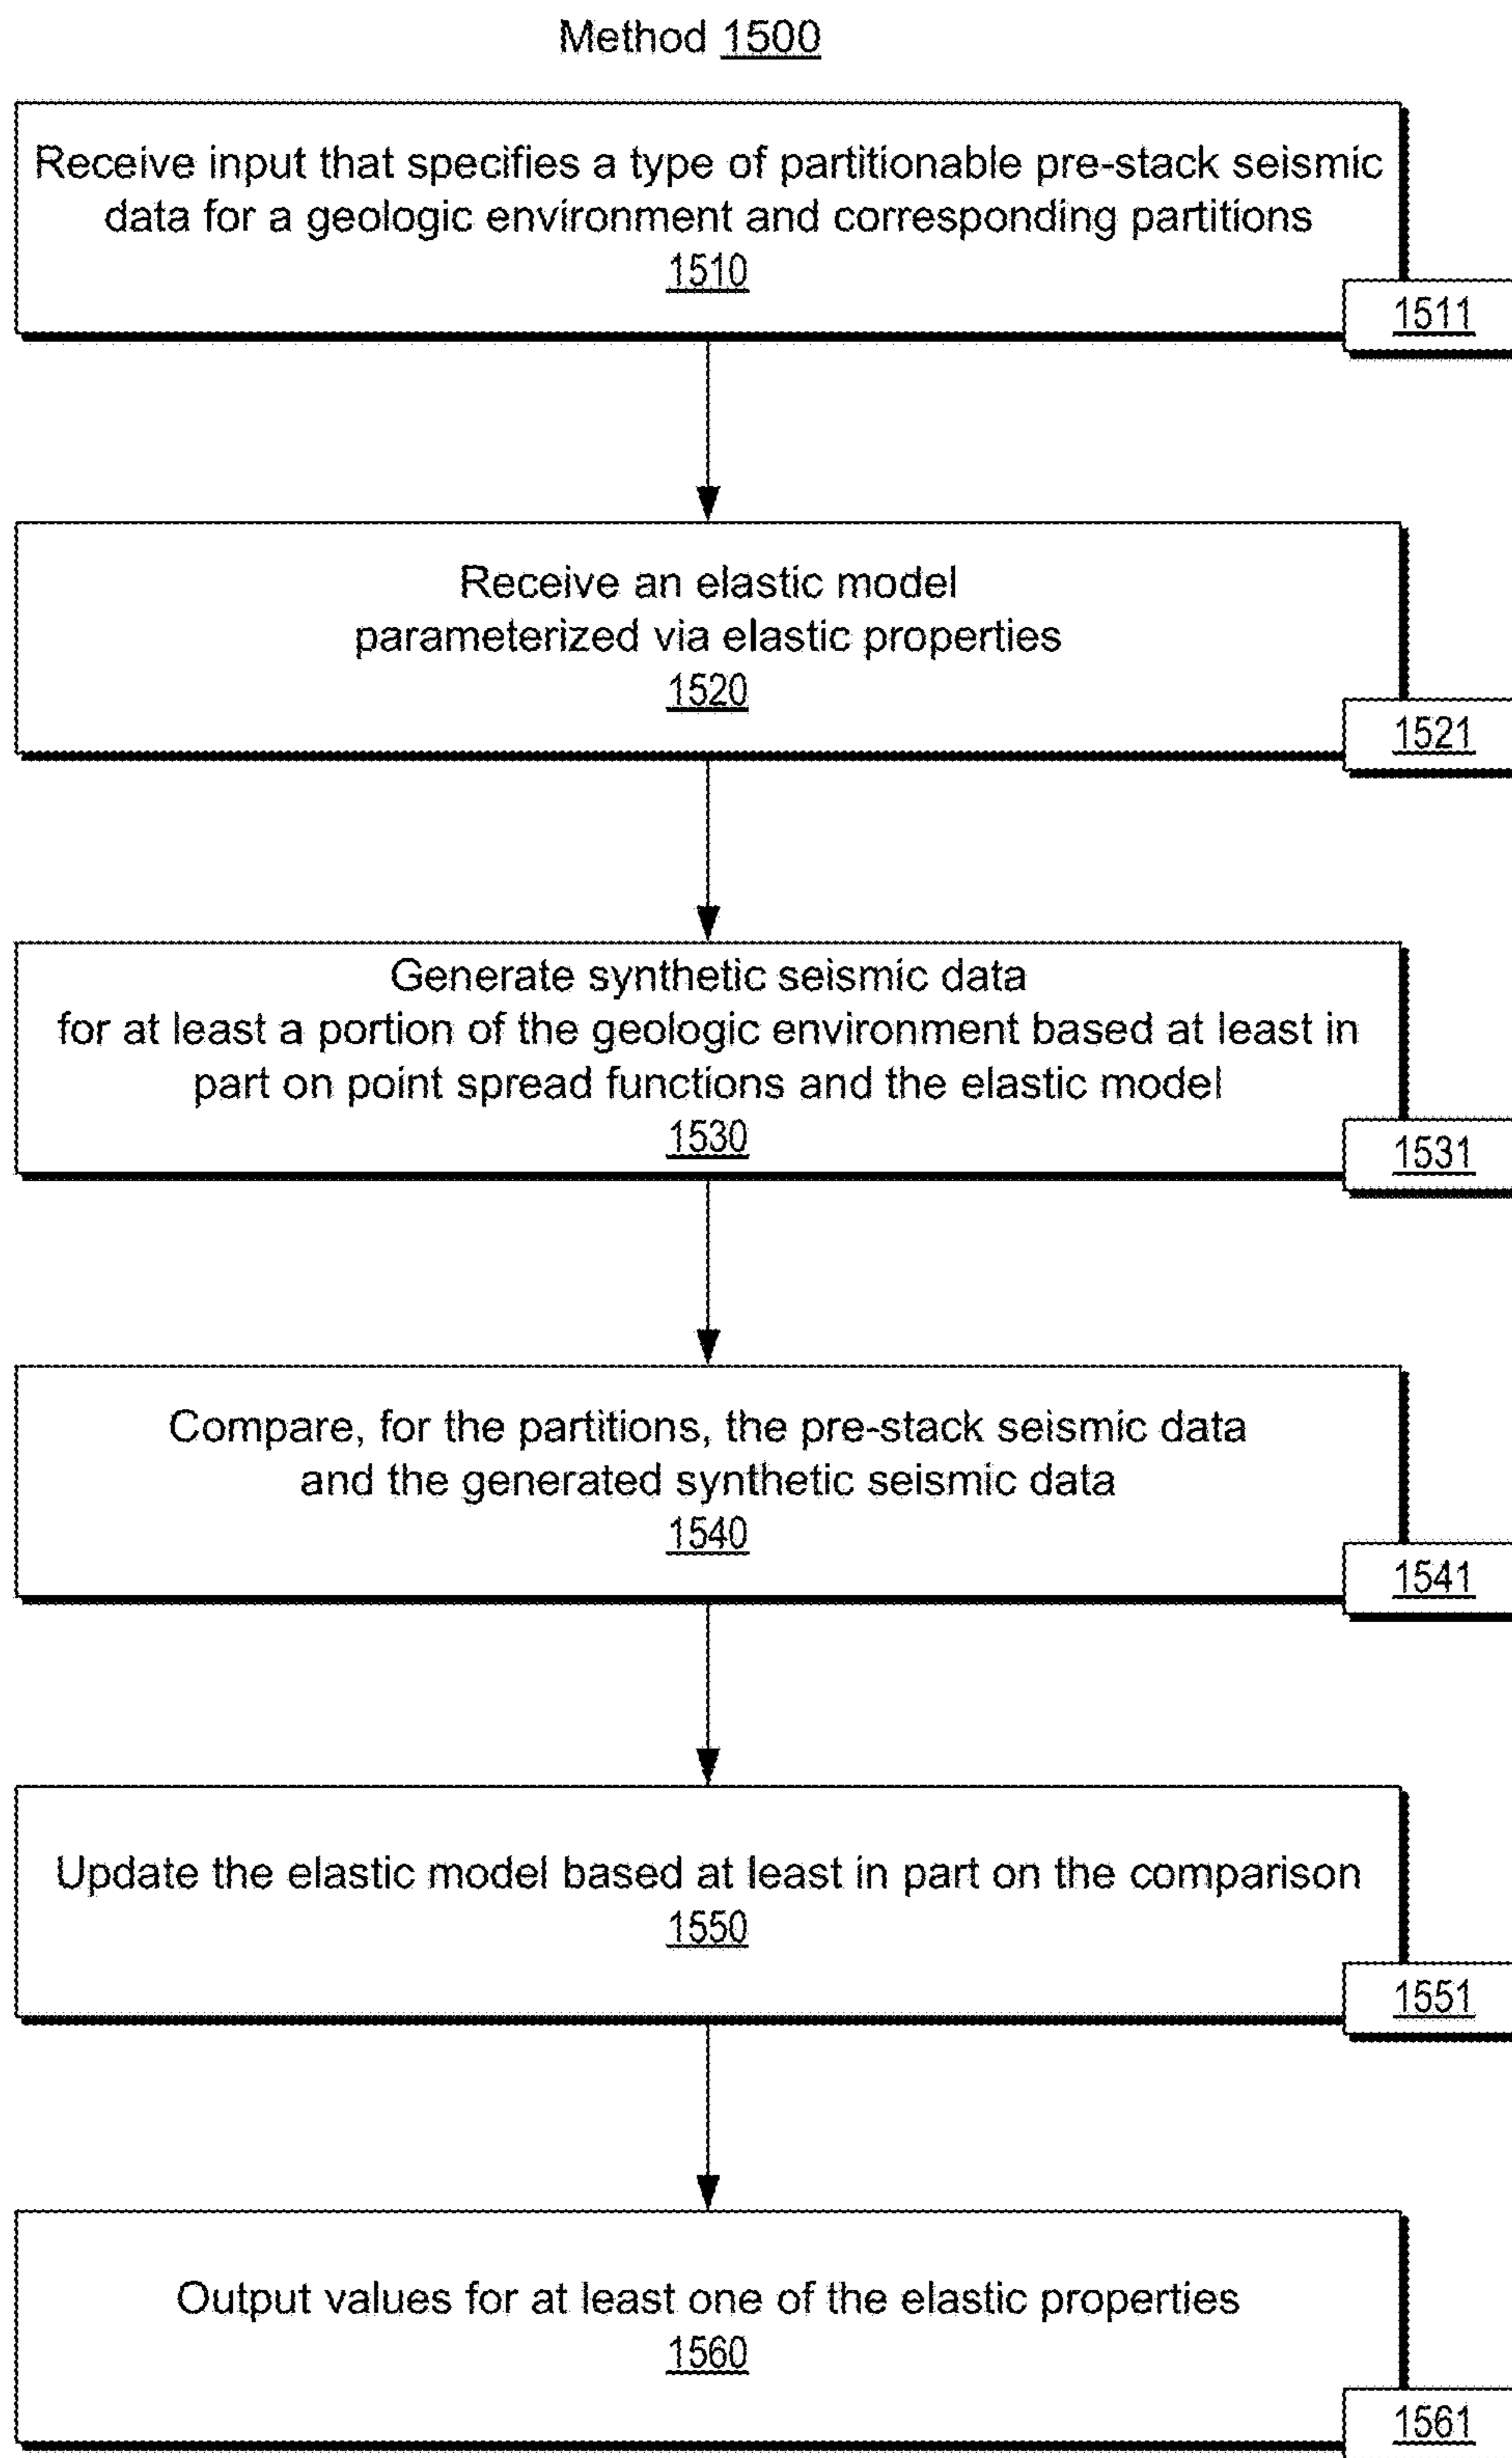 Method 1500
Receive input that specifies a type of partitionable pre-stack seismic
data for a geologic environment and corresponding partitions
1510
1511
Receive an elastic model
parameterized via elastic properties
1520
1521
Generate synthetic seismic data
for at least a portion of the geologic environment based at least in
part on point spread functions and the elastic model
1530
1531
Compare, for the partitions, the pre-stack seismic data
and the generated synthetic seismic data
1540
1541
Update the elastic model based at least in part on the comparison
1550
1551
Output values for at least one of the elastic properties
1560
1561